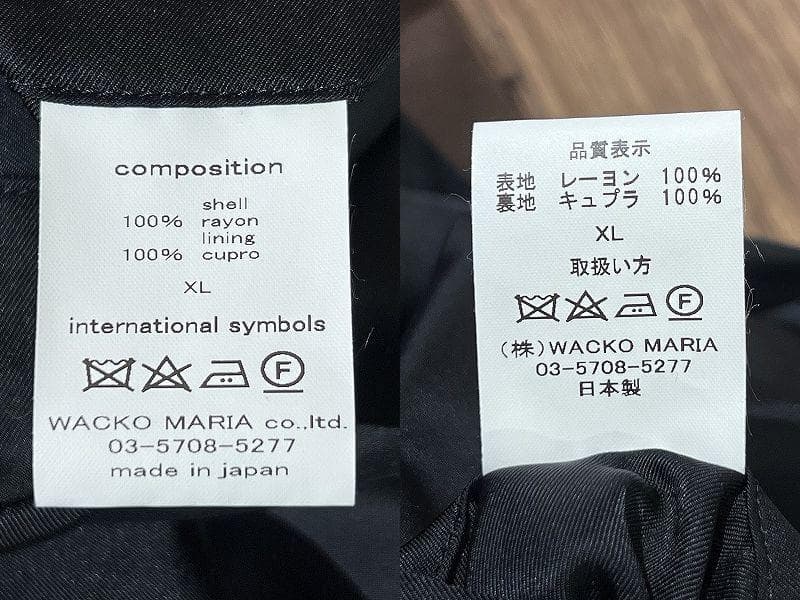 composition
shell
100% rayon
lining
100% cupro
XL
international symbols
F
WACKO MARIA co.,ltd.
03-5708-5277
made in japan
品質表示
表地 レーヨン 100%
裏地 キュプラ 100%
XL
取扱い方
F
(株)WACKO MARIA
03-5708-5277
日本製